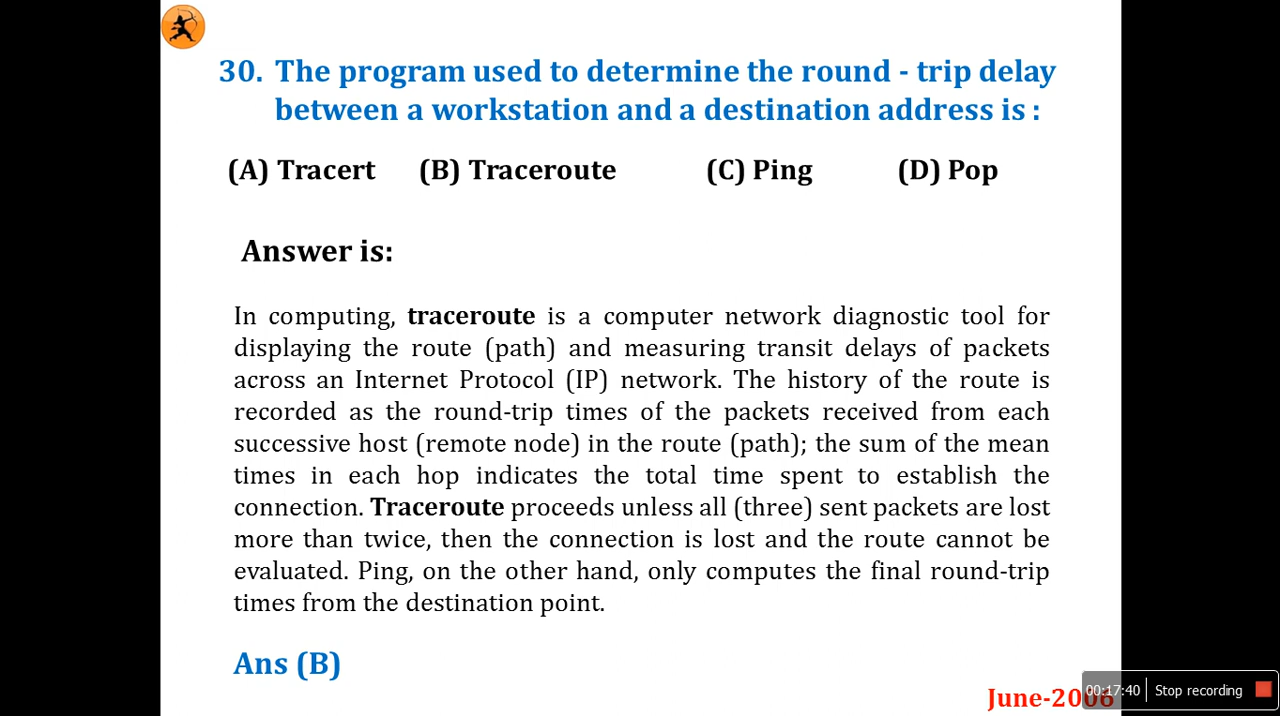 30. The program used to determine the round - trip delay
between a workstation and a destination address is :
(A) Tracert (B) Traceroute (C) Ping (D) Pop
Answer is:
In computing, traceroute is a computer network diagnostic tool for
displaying the route (path) and measuring transit delays of packets
across an Internet Protocol (IP) network. The history of the route is
recorded as the round-trip times of the packets received from each
successive host (remote node) in the route (path); the sum of the mean
times in each hop indicates the total time spent to establish the
connection. Traceroute proceeds unless all (three) sent packets are lost
more than twice, then the connection is lost and the route cannot be
evaluated. Ping, on the other hand, only computes the final round-trip
times from the destination point.
Ans (B)
June-2006
00:17:40 Stop recording